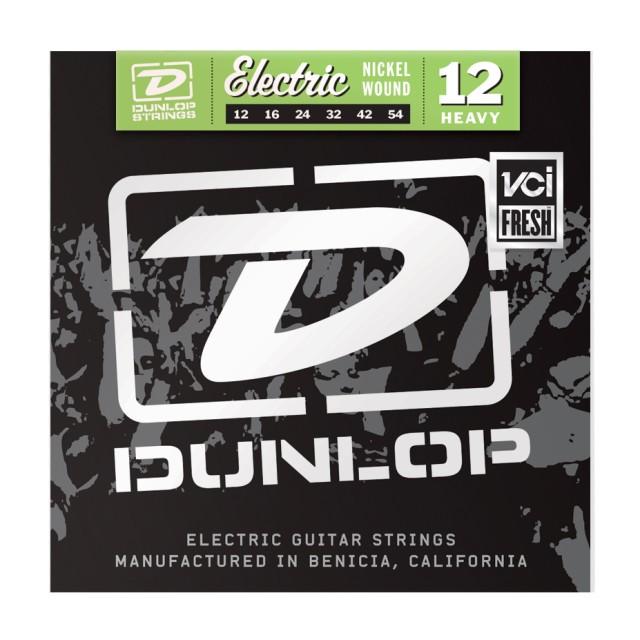 D
DUNLOP
STRINGS
Electric
NICKEL
WOUND
12 16 24 32 42 54
12
HEAVY
VCi
FRESH
D
DUNLOP
ELECTRIC GUITAR STRINGS
MANUFACTURED IN BENICIA, CALIFORNIA